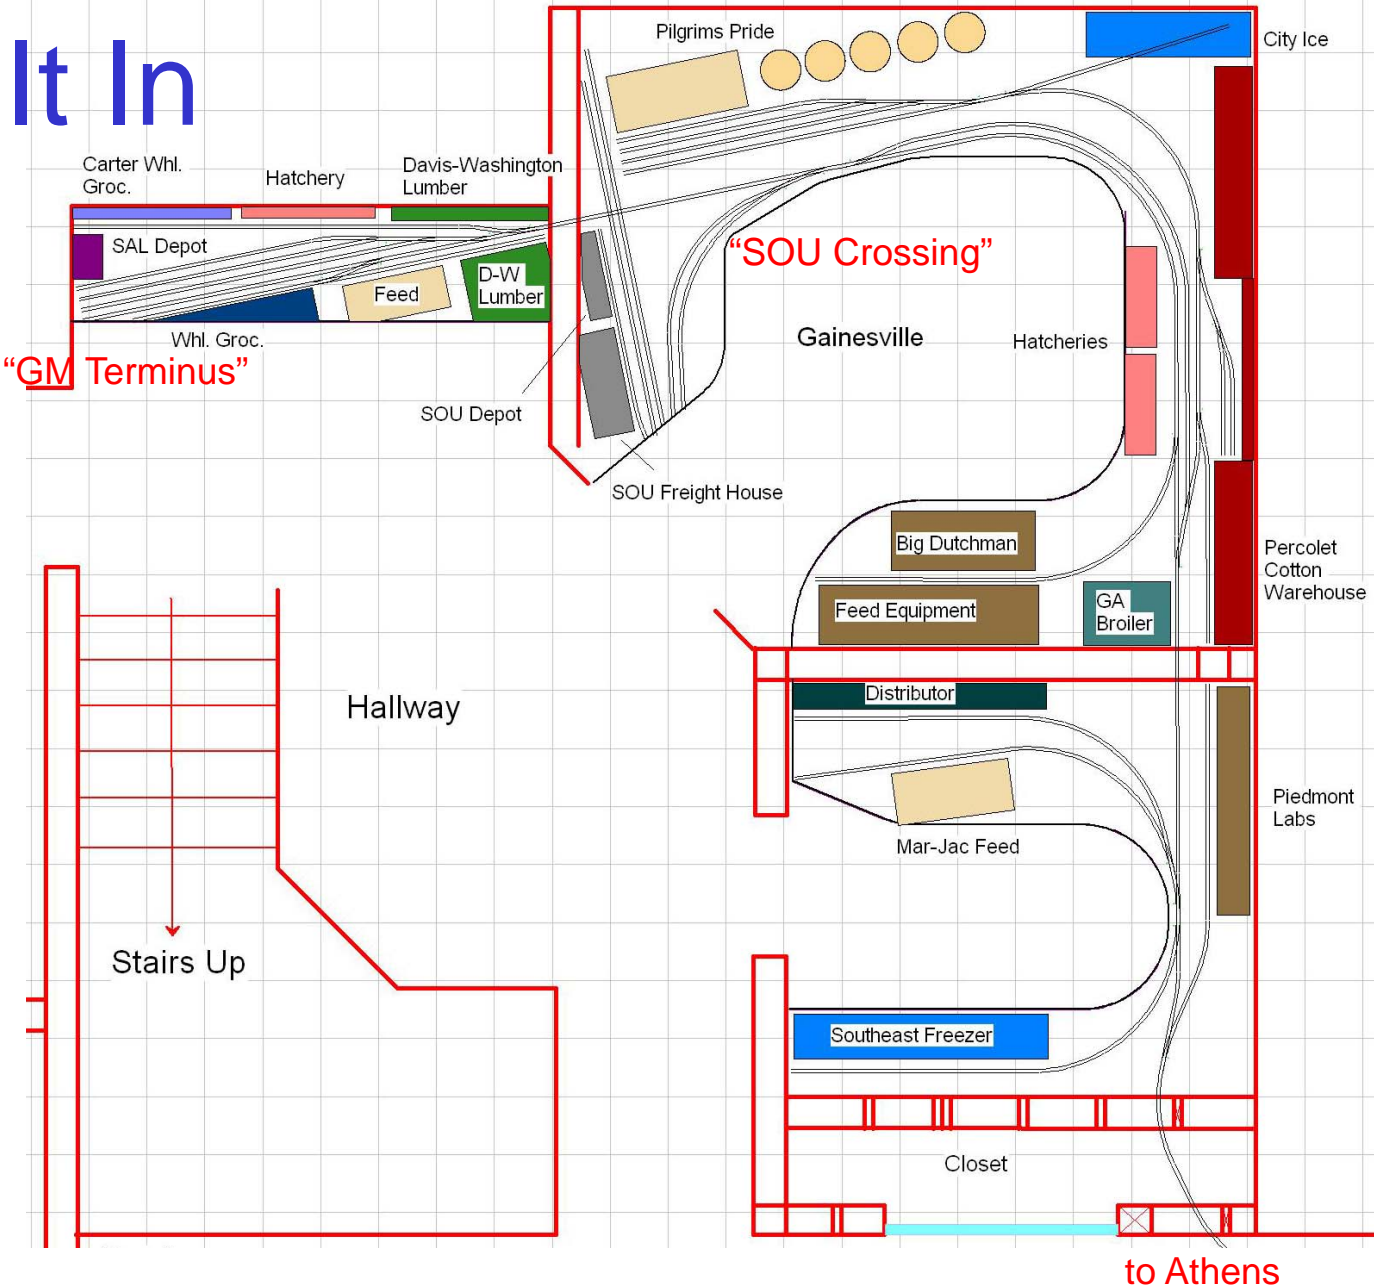 It In
Pilgrims Pride
City Ice
Carter Whl.
Groc.
Hatchery
Davis-Washington
Lumber
SAL Depot
D-W
Lumber
Feed
Whl. Groc.
“GM Terminus”
“SOU Crossing”
Gainesville
Hatcheries
SOU Depot
SOU Freight House
Big Dutchman
Feed Equipment
GA
Broiler
Percolet
Cotton
Warehouse
Hallway
Distributor
Piedmont
Labs
Mar-Jac Feed
Stairs Up
Southeast Freezer
Closet
to Athens